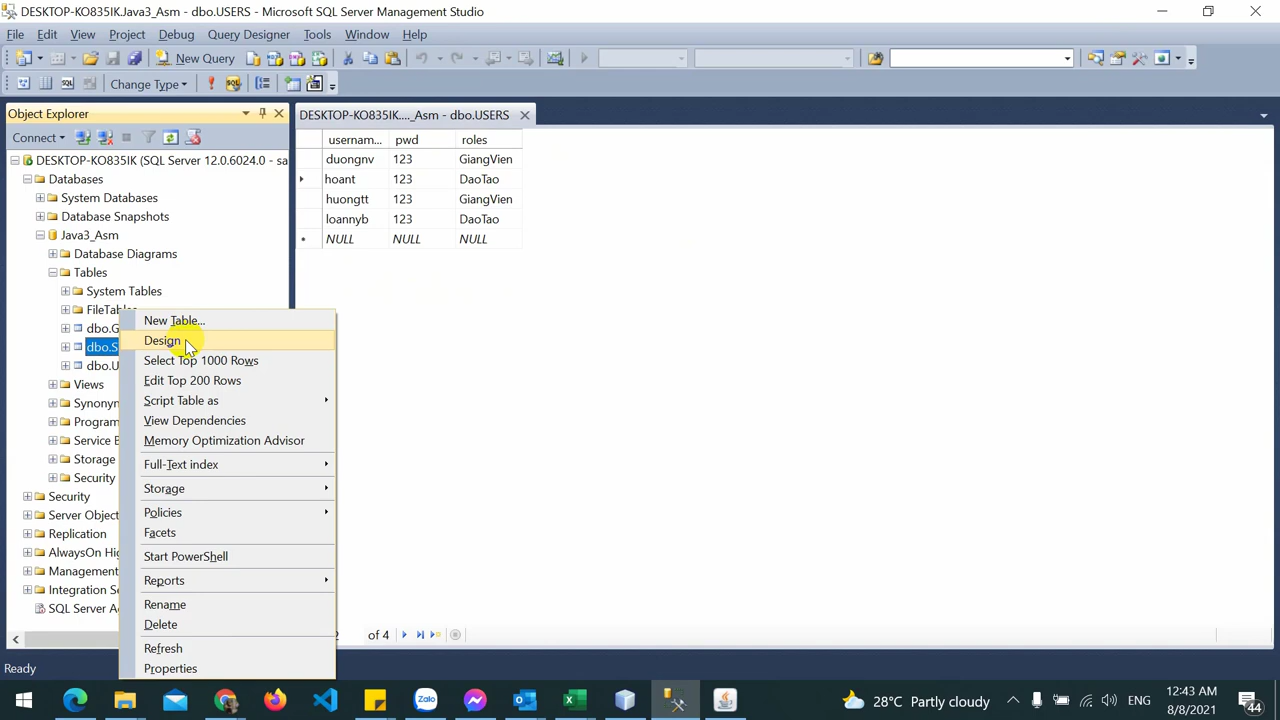 DESKTOP-KO835IK.Java3_Asm - dbo.USERS - Microsoft SQL Server Management Studio
File Edit View Project Debug Query Designer Tools Window Help
New Query
Change Type
Object Explorer
Connect
DESKTOP-KO835IK (SQL Server 12.0.6024.0 - sa
Databases
System Databases
Database Snapshots
Java3_Asm
Database Diagrams
Tables
System Tables
FileTables
dbo.G
dbo.S
dbo.U
Views
Synonym
Program
Service B
Storage
Security
Security
Server Object
Replication
AlwaysOn Hig
Management
Integration Se
SQL Server Ag
New Table...
Design
Select Top 1000 Rows
Edit Top 200 Rows
Script Table as
View Dependencies
Memory Optimization Advisor
Full-Text index
Storage
Policies
Facets
Start PowerShell
Reports
Rename
Delete
Refresh
Properties
DESKTOP-KO835IK...._Asm - dbo.USERS
usernam... pwd roles
duongnv 123 GiangVien
hoant 123 DaoTao
huongtt 123 GiangVien
loannyb 123 DaoTao
NULL NULL NULL
2 of 4
Ready
28°C Partly cloudy
ENG
12:43 AM
8/8/2021
44